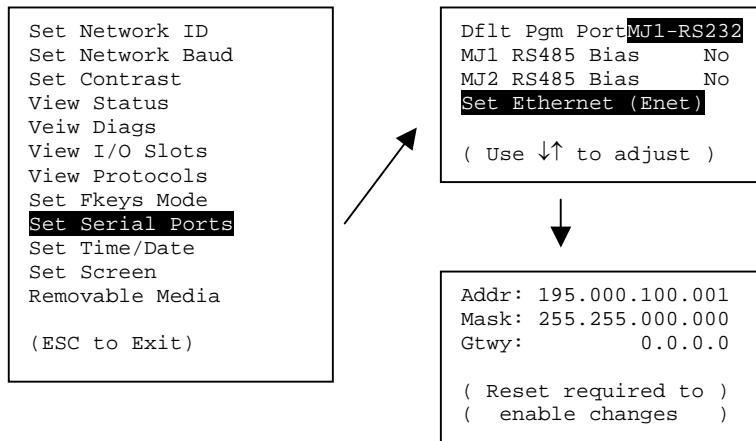 Set Network ID
Set Network Baud
Set Contrast
View Status
Veiw Diags
View I/O Slots
View Protocols
Set Fkeys Mode
Set Serial Ports
Set Time/Date
Set Screen
Removable Media
(ESC to Exit)
Dflt Pgm Port MJ1-RS232
MJ1 RS485 Bias No
MJ2 RS485 Bias No
Set Ethernet (Enet)
( Use ↓↑ to adjust )
Addr: 195.000.100.001
Mask: 255.255.000.000
Gtwy: 0.0.0.0
( Reset required to )
( enable changes )